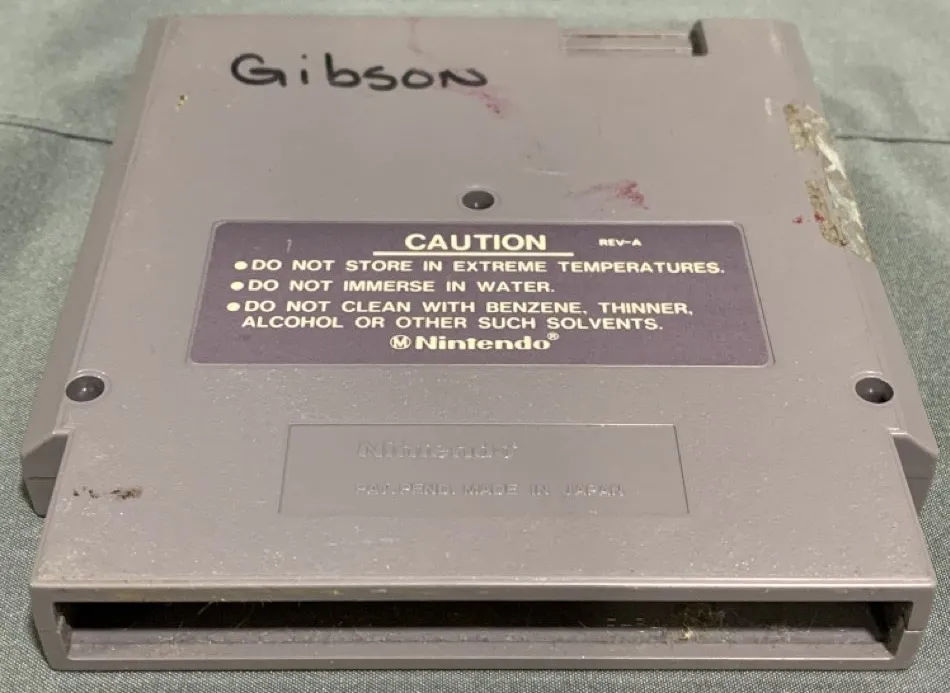 Gibson
CAUTION REV-A
●DO NOT STORE IN EXTREME TEMPERATURES.
●DO NOT IMMERSE IN WATER.
●DO NOT CLEAN WITH BENZENE, THINNER,
ALCOHOL OR OTHER SUCH SOLVENTS.
Ⓜ Nintendo®
Nintendo®
PAT. PEND. MADE IN JAPAN